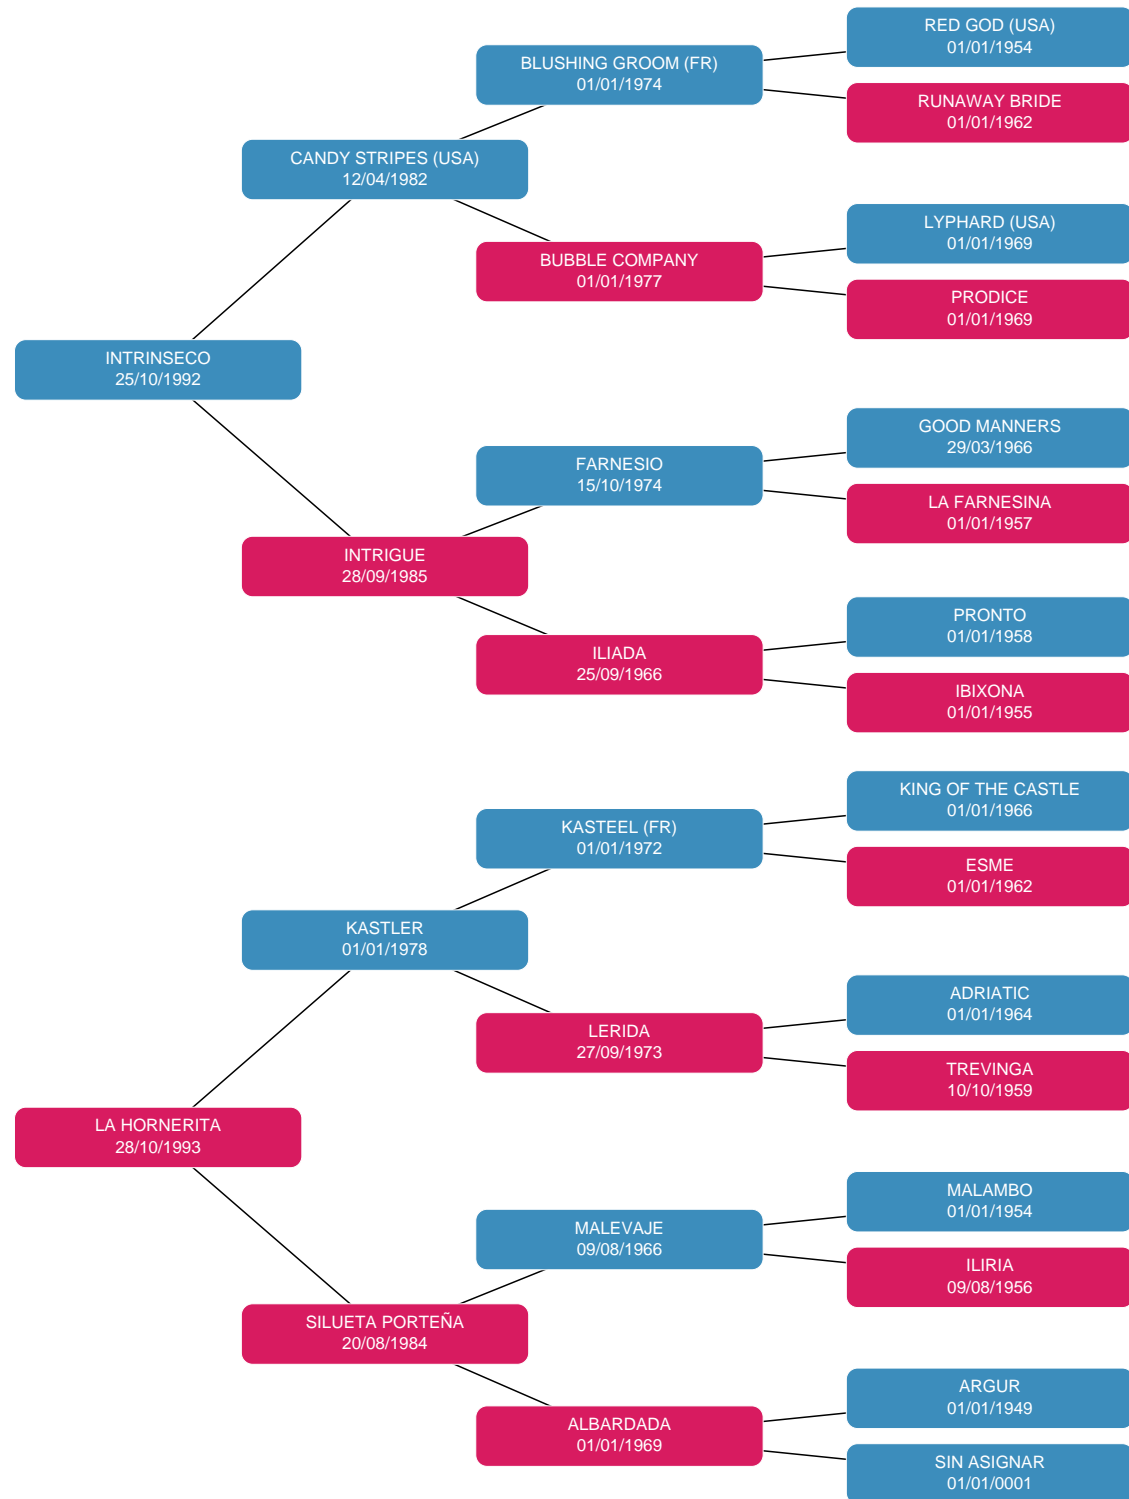 RED GOD (USA)
01/01/1954
BLUSHING GROOM (FR)
01/01/1974
RUNAWAY BRIDE
01/01/1962
CANDY STRIPES (USA)
12/04/1982
LYPHARD (USA)
01/01/1969
BUBBLE COMPANY
01/01/1977
PRODICE
01/01/1969
INTRINSECO
25/10/1992
GOOD MANNERS
29/03/1966
FARNESIO
15/10/1974
LA FARNESINA
01/01/1957
INTRIGUE
28/09/1985
PRONTO
01/01/1958
ILIADA
25/09/1966
IBIXONA
01/01/1955
KING OF THE CASTLE
01/01/1966
KASTEEL (FR)
01/01/1972
ESME
01/01/1962
KASTLER
01/01/1978
ADRIATIC
01/01/1964
LERIDA
27/09/1973
TREVINGA
10/10/1959
LA HORNERITA
28/10/1993
MALAMBO
01/01/1954
MALEVAJE
09/08/1966
ILIRIA
09/08/1956
SILUETA PORTEÑA
20/08/1984
ARGUR
01/01/1949
ALBARDADA
01/01/1969
SIN ASIGNAR
01/01/0001